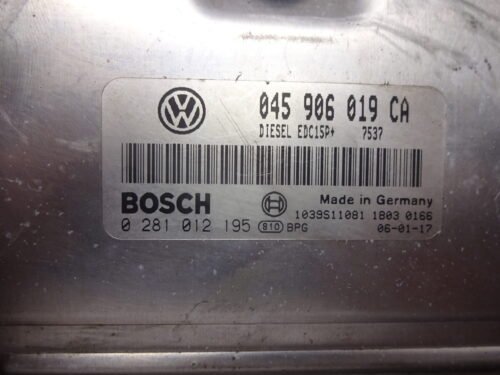 045 906 019 CA
DIESEL EDC15P+ 7537
BOSCH
Made in Germany
1039S11081 1803 0166
0 281 012 195 810 BPG 06-01-17